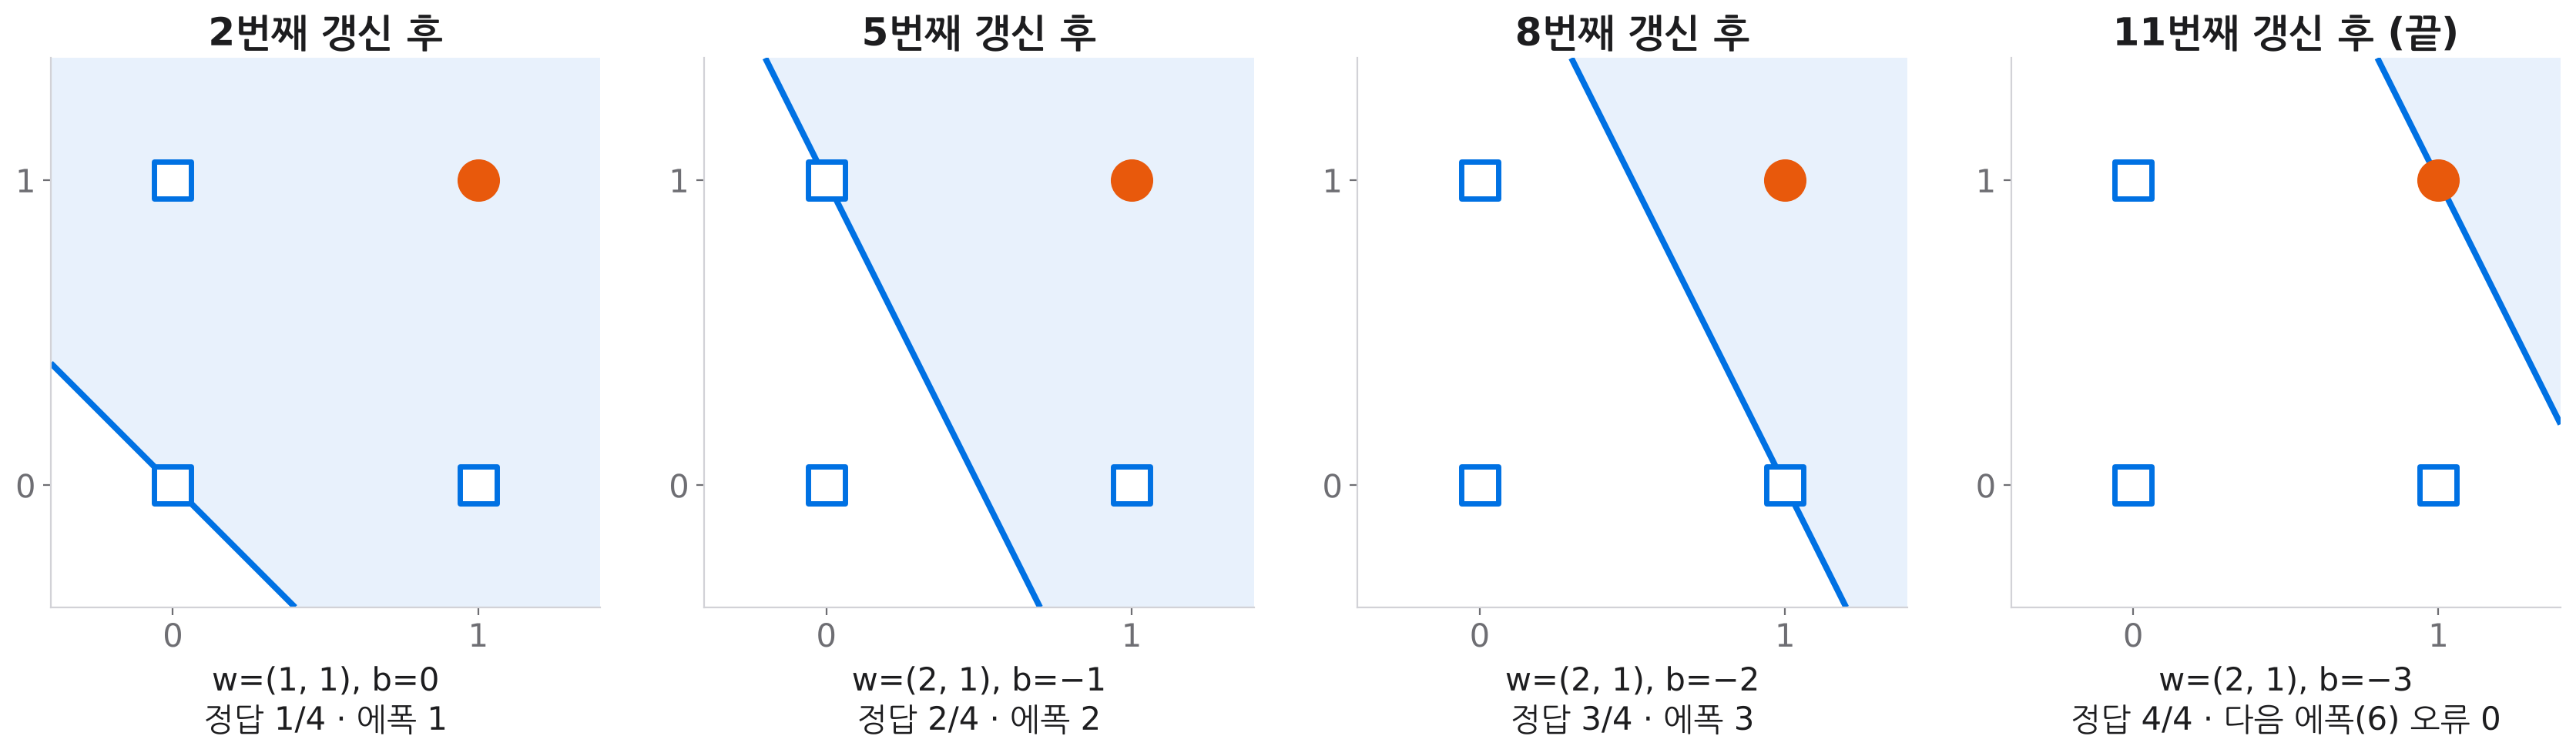 2번째 갱신 후
1
0
0 1
w=(1, 1), b=0
정답 1/4 · 에폭 1
5번째 갱신 후
1
0
0 1
w=(2, 1), b=−1
정답 2/4 · 에폭 2
8번째 갱신 후
1
0
0 1
w=(2, 1), b=−2
정답 3/4 · 에폭 3
11번째 갱신 후 (끝)
1
0
0 1
w=(2, 1), b=−3
정답 4/4 · 다음 에폭(6) 오류 0